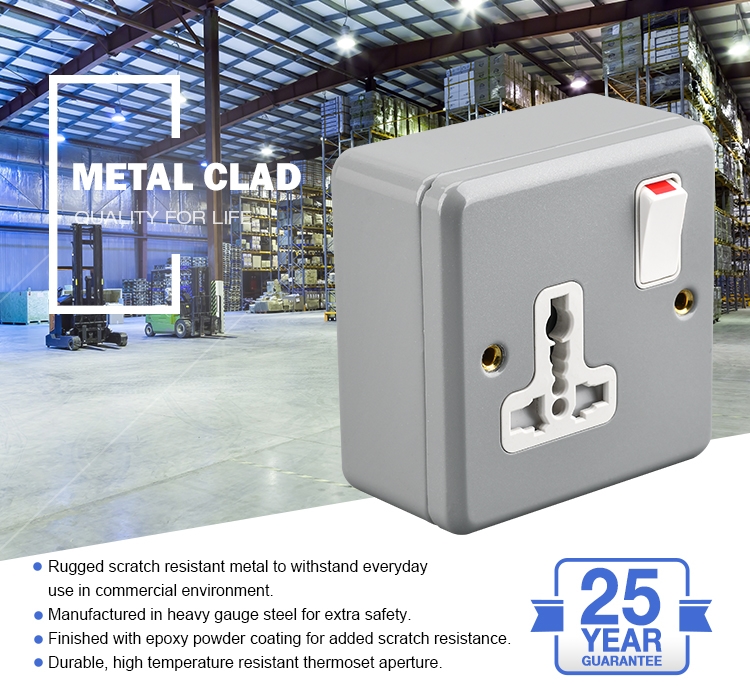 METAL CLAD
QUALITY FOR LIFE
Rugged scratch resistant metal to withstand everyday
use in commercial environment.
Manufactured in heavy gauge steel for extra safety.
Finished with epoxy powder coating for added scratch resistance.
Durable, high temperature resistant thermoset aperture.
25
YEAR
GUARANTEE